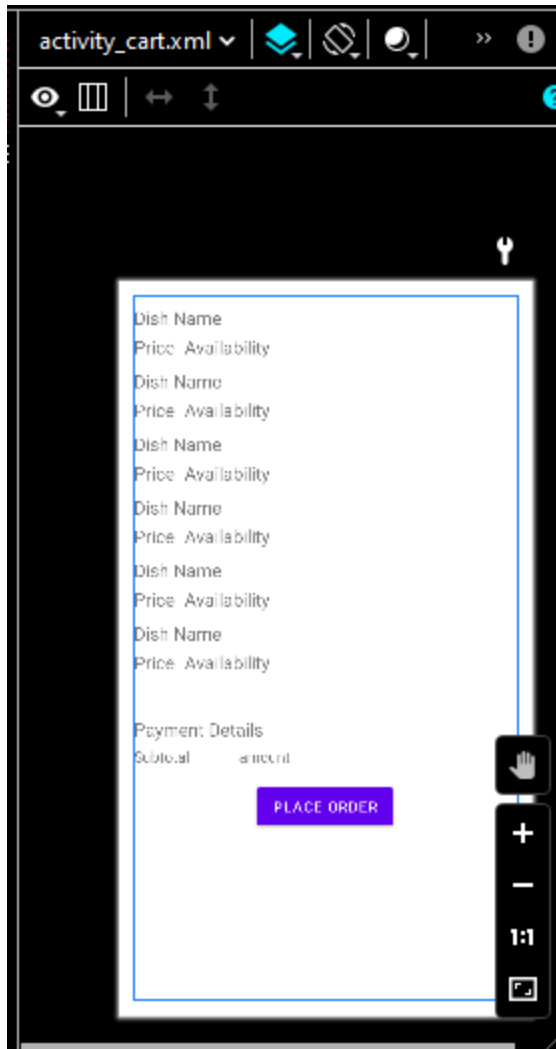 activity_cart.xml
Dish Name
Price Availability
Dish Name
Price Availability
Dish Name
Price Availability
Dish Name
Price Availability
Dish Name
Price Availability
Dish Name
Price Availability
Payment Details
Subtotal amount
PLACE ORDER
1:1